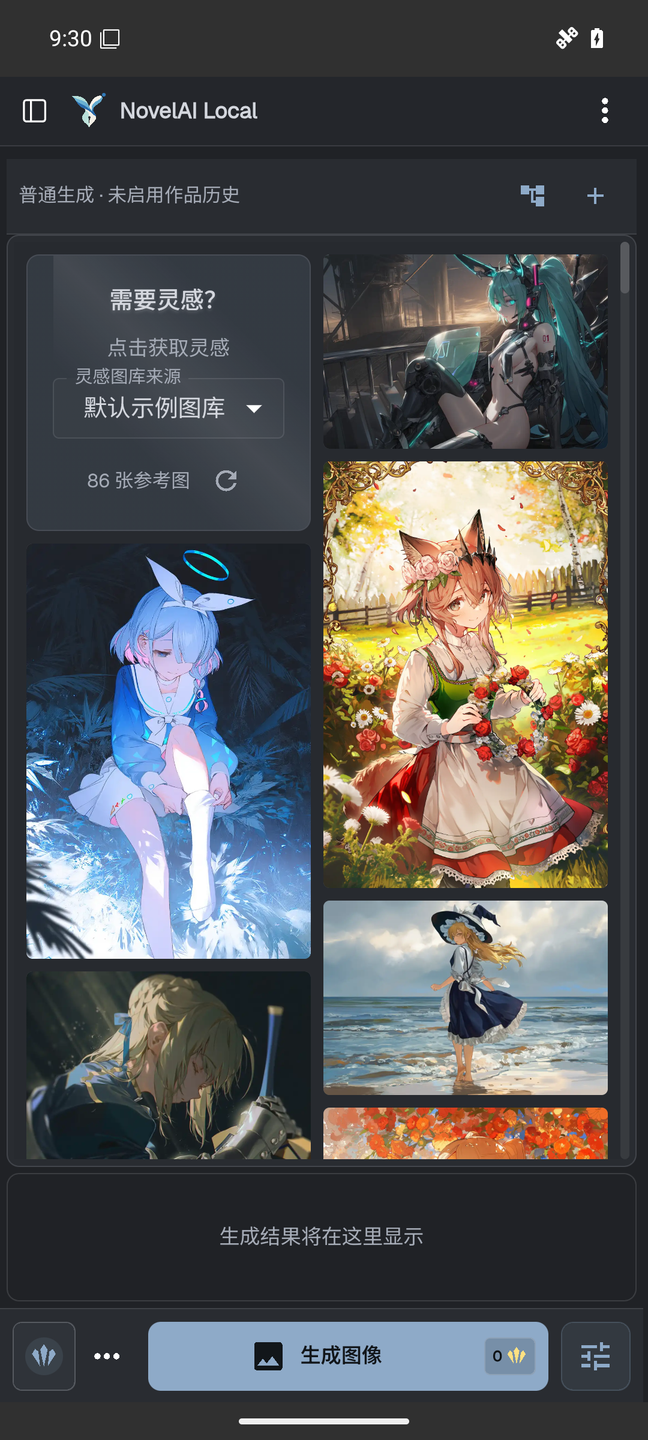 9:30
NovelAI Local
普通生成 · 未启用作品历史
需要灵感？
点击获取灵感
灵感图库来源
默认示例图库
86 张参考图
01
生成结果将在这里显示
生成图像
0